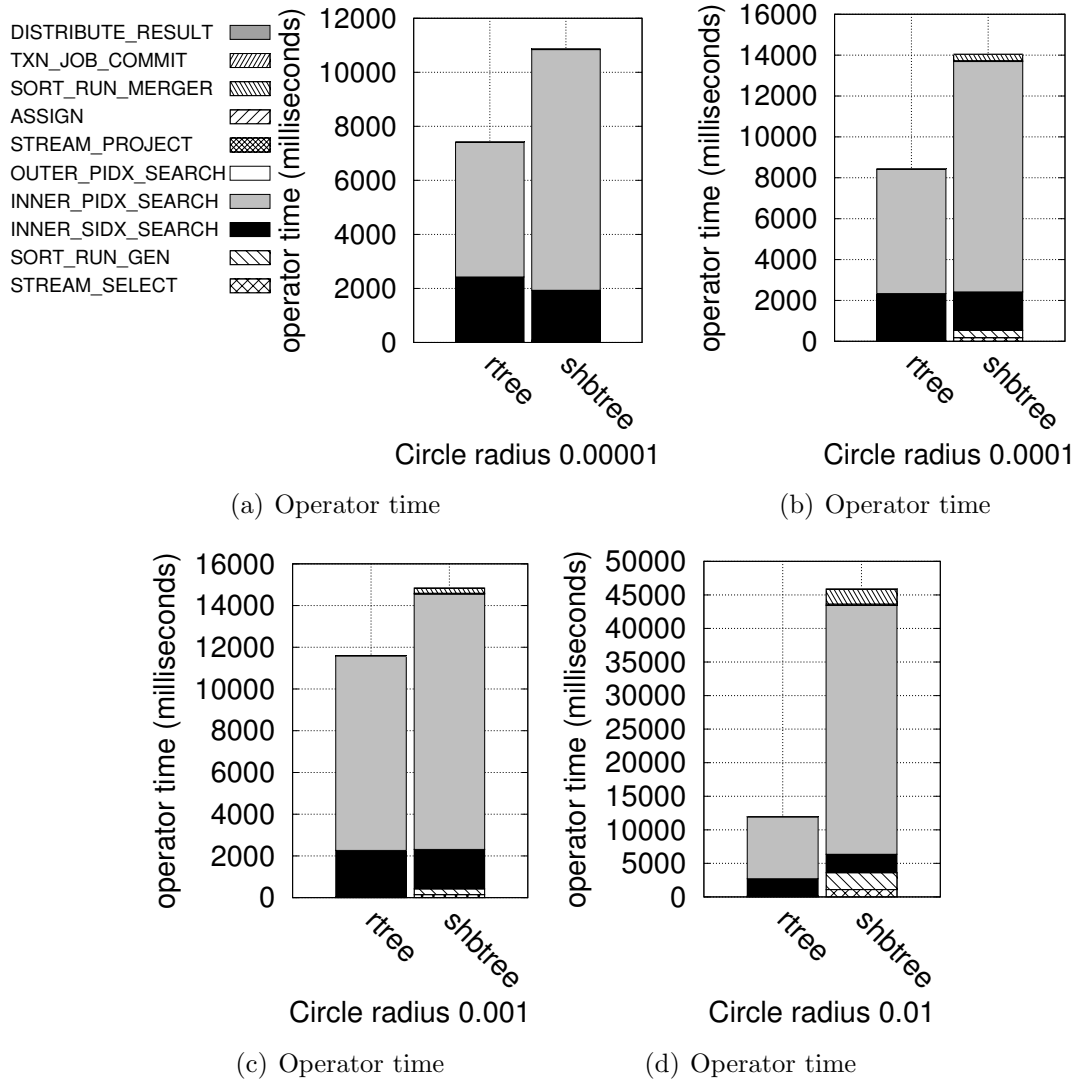 DISTRIBUTE_RESULT
TXN_JOB_COMMIT
SORT_RUN_MERGER
ASSIGN
STREAM_PROJECT
OUTER_PIDX_SEARCH
INNER_PIDX_SEARCH
INNER_SIDX_SEARCH
SORT_RUN_GEN
STREAM_SELECT
operator time (milliseconds)
12000
10000
8000
6000
4000
2000
0
rtree
shbtree
Circle radius 0.00001
(a) Operator time
operator time (milliseconds)
16000
14000
12000
10000
8000
6000
4000
2000
0
rtree
shbtree
Circle radius 0.0001
(b) Operator time
operator time (milliseconds)
16000
14000
12000
10000
8000
6000
4000
2000
0
rtree
shbtree
Circle radius 0.001
(c) Operator time
operator time (milliseconds)
50000
45000
40000
35000
30000
25000
20000
15000
10000
5000
0
rtree
shbtree
Circle radius 0.01
(d) Operator time